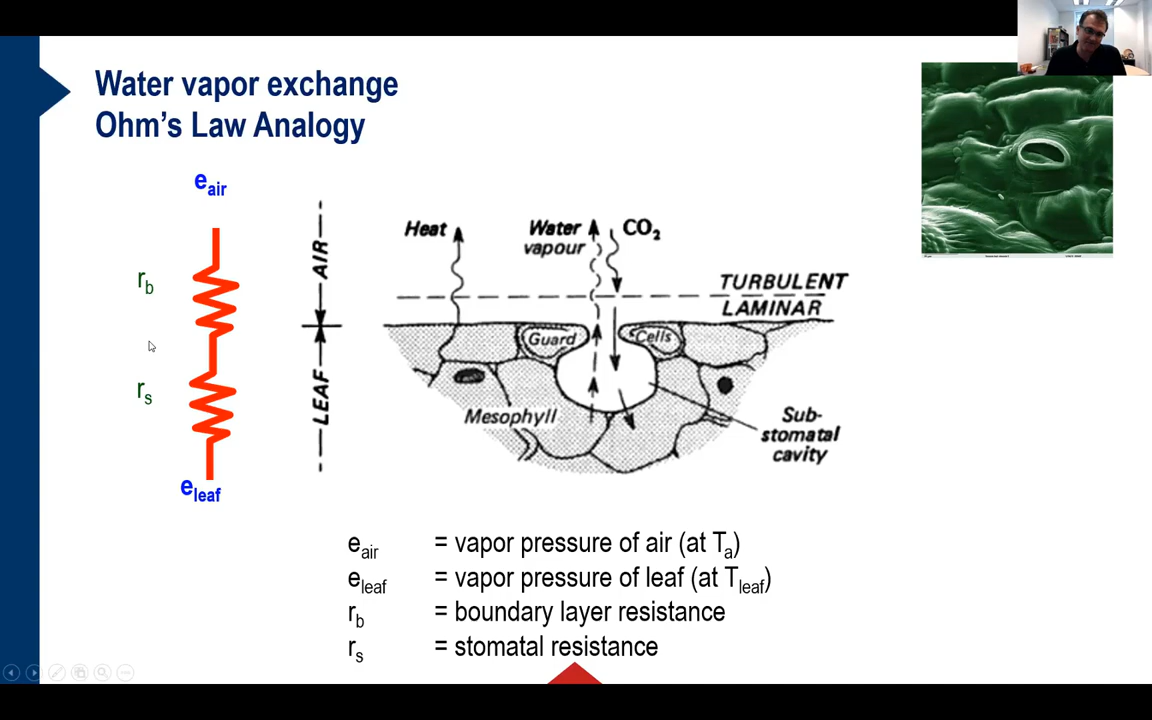 Water vapor exchange
Ohm's Law Analogy
e_air
r_b
r_s
e_leaf
AIR
LEAF
Heat
Water vapour
CO₂
TURBULENT
LAMINAR
Guard
Cells
Mesophyll
Sub-
stomatal
cavity
e_air = vapor pressure of air (at T_a)
e_leaf = vapor pressure of leaf (at T_leaf)
r_b = boundary layer resistance
r_s = stomatal resistance